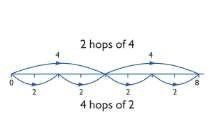 2 hops of 4
4 4
0 8
2 2 2 2
4 hops of 2